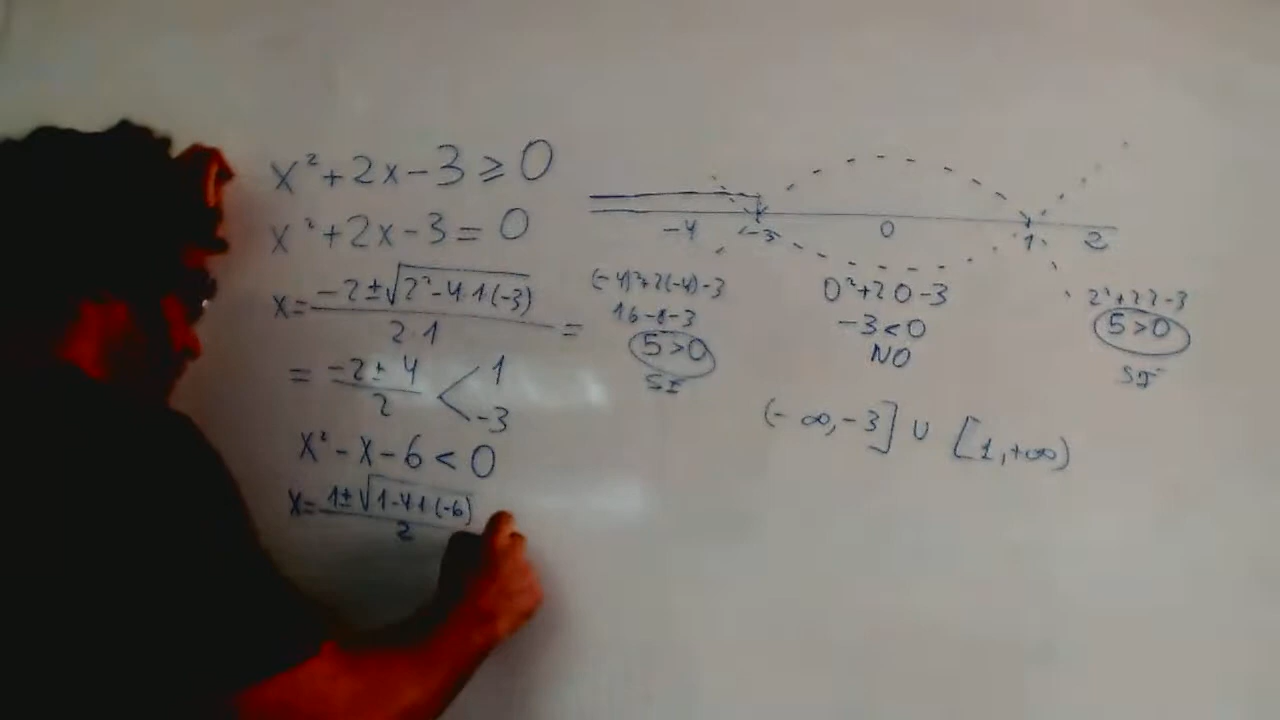 x²+2x-3≥0
x²+2x-3=0
x=(-2±√(2²-4·1(-3)))/(2·1) =
= (-2±4)/2 < 1
-3
x²-x-6<0
x=(1±√(1-4·1(-6)))/2
-4 -3 0 1 2
(-4)²+2(-4)-3
16-8-3
5>0
SI
0²+2·0-3
-3<0
NO
2²+2·2-3
5>0
SI
(-∞,-3] ∪ [1,+∞)